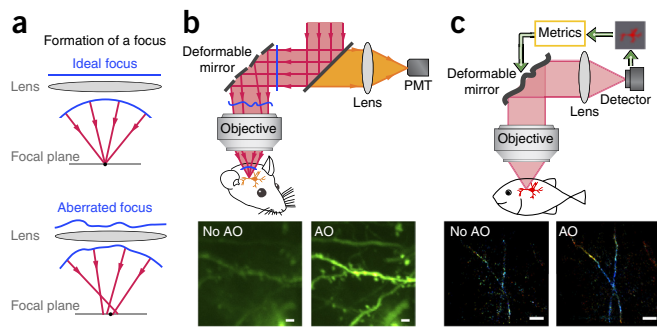 a
Formation of a focus
Ideal focus
Lens
Focal plane
Aberrated focus
Lens
Focal plane
b
Deformable
mirror
Lens
PMT
Objective
No AO
AO
c
Metrics
Deformable
mirror
Lens
Detector
Objective
No AO
AO